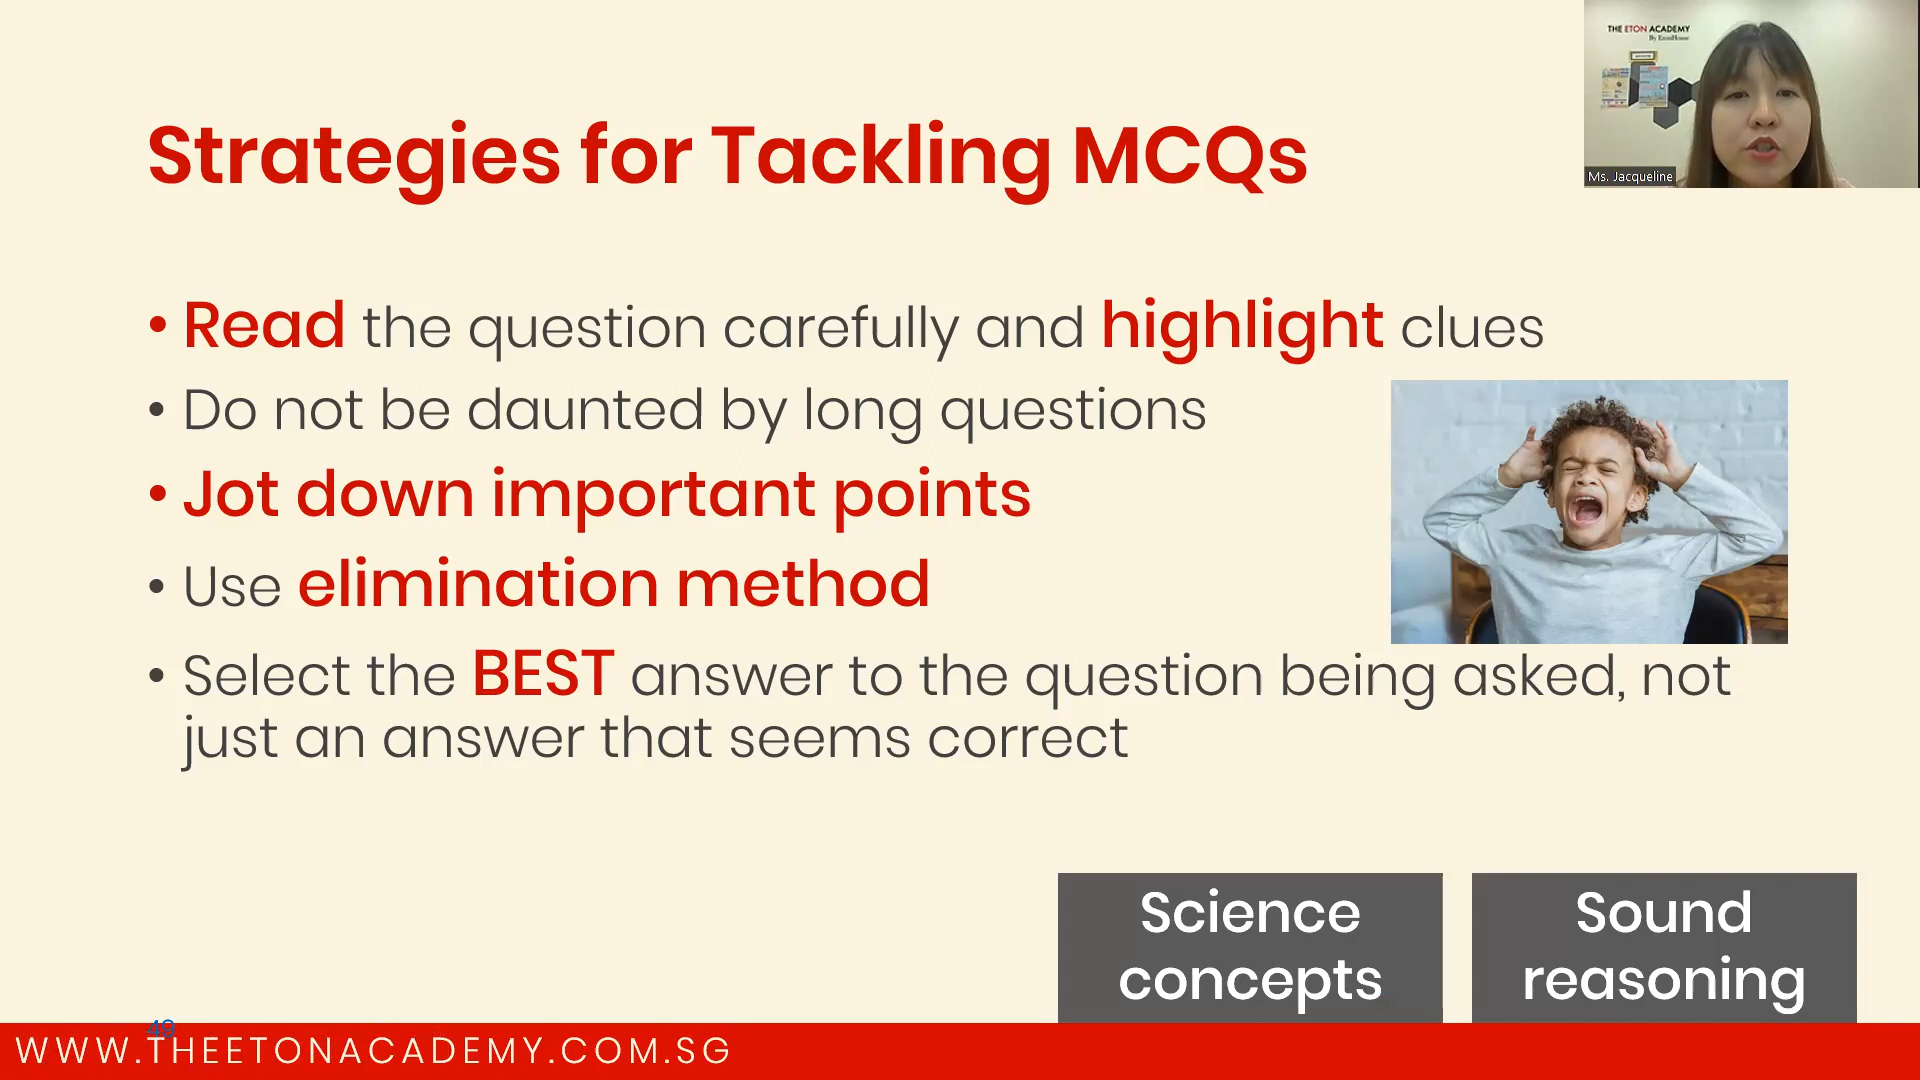 THE ETON ACADEMY
By EtonHouse
Ms. Jacqueline
Strategies for Tackling MCQs
• Read the question carefully and highlight clues
• Do not be daunted by long questions
• Jot down important points
• Use elimination method
• Select the BEST answer to the question being asked, not
just an answer that seems correct
Science
concepts
Sound
reasoning
49
WWW.THEETONACADEMY.COM.SG